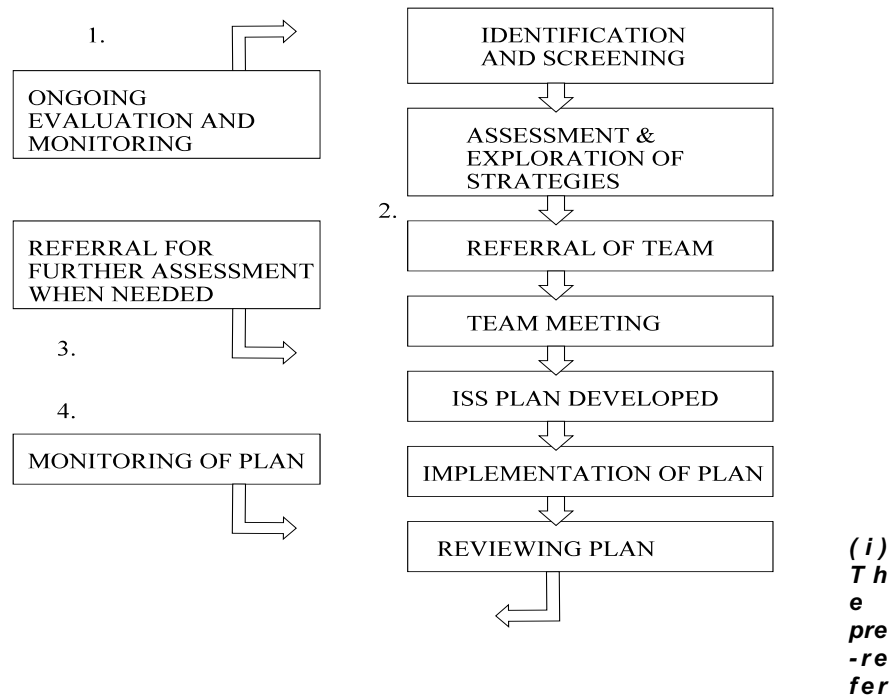 1.
ONGOING
EVALUATION AND
MONITORING
REFERRAL FOR
FURTHER ASSESSMENT
WHEN NEEDED
3.
4.
MONITORING OF PLAN
IDENTIFICATION
AND SCREENING
ASSESSMENT &
EXPLORATION OF
STRATEGIES
2.
REFERRAL OF TEAM
TEAM MEETING
ISS PLAN DEVELOPED
IMPLEMENTATION OF PLAN
REVIEWING PLAN
(i)
Th
e
pre
-re
fer